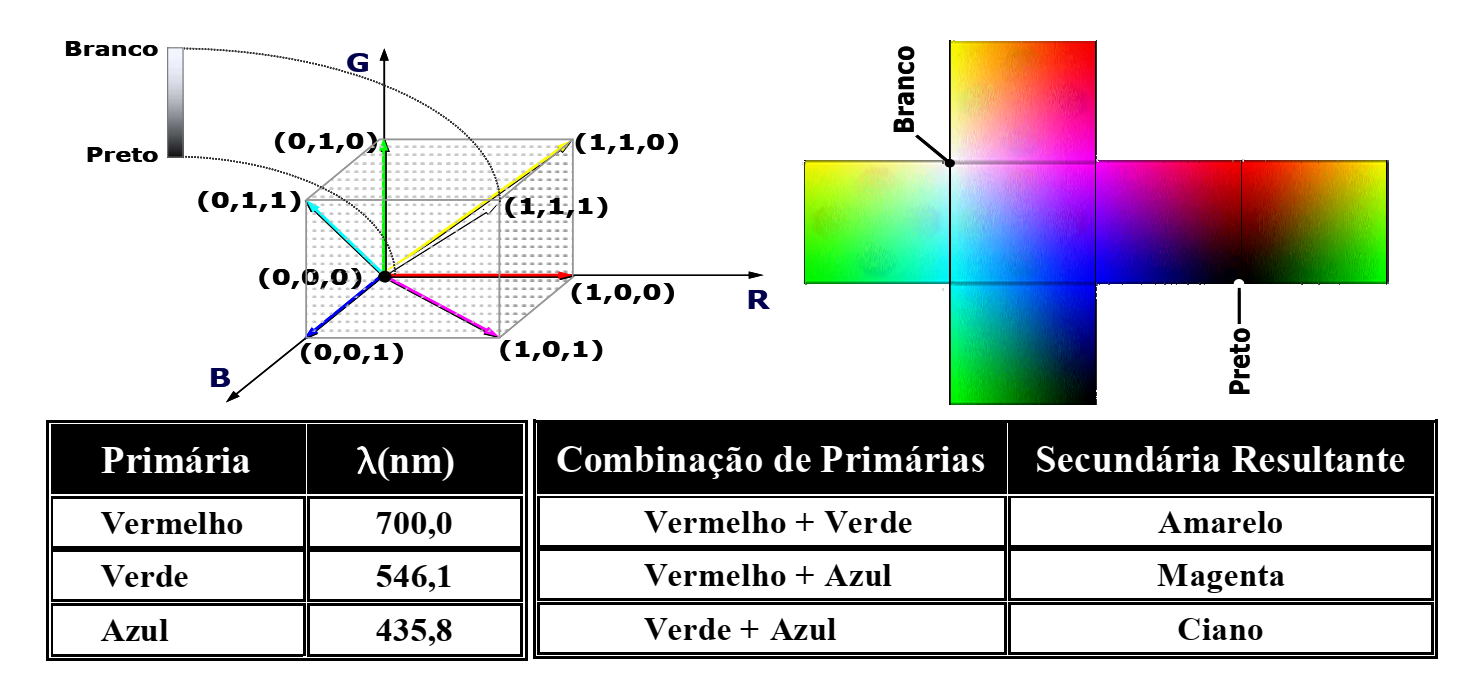 Branco
Preto
G
(0,1,0)
(1,1,0)
(0,1,1)
(1,1,1)
(0,0,0)
(1,0,0)
R
(0,0,1)
(1,0,1)
B
Branco
Preto
Primária λ(nm)
Vermelho 700,0
Verde 546,1
Azul 435,8
Combinação de Primárias Secundária Resultante
Vermelho + Verde Amarelo
Vermelho + Azul Magenta
Verde + Azul Ciano